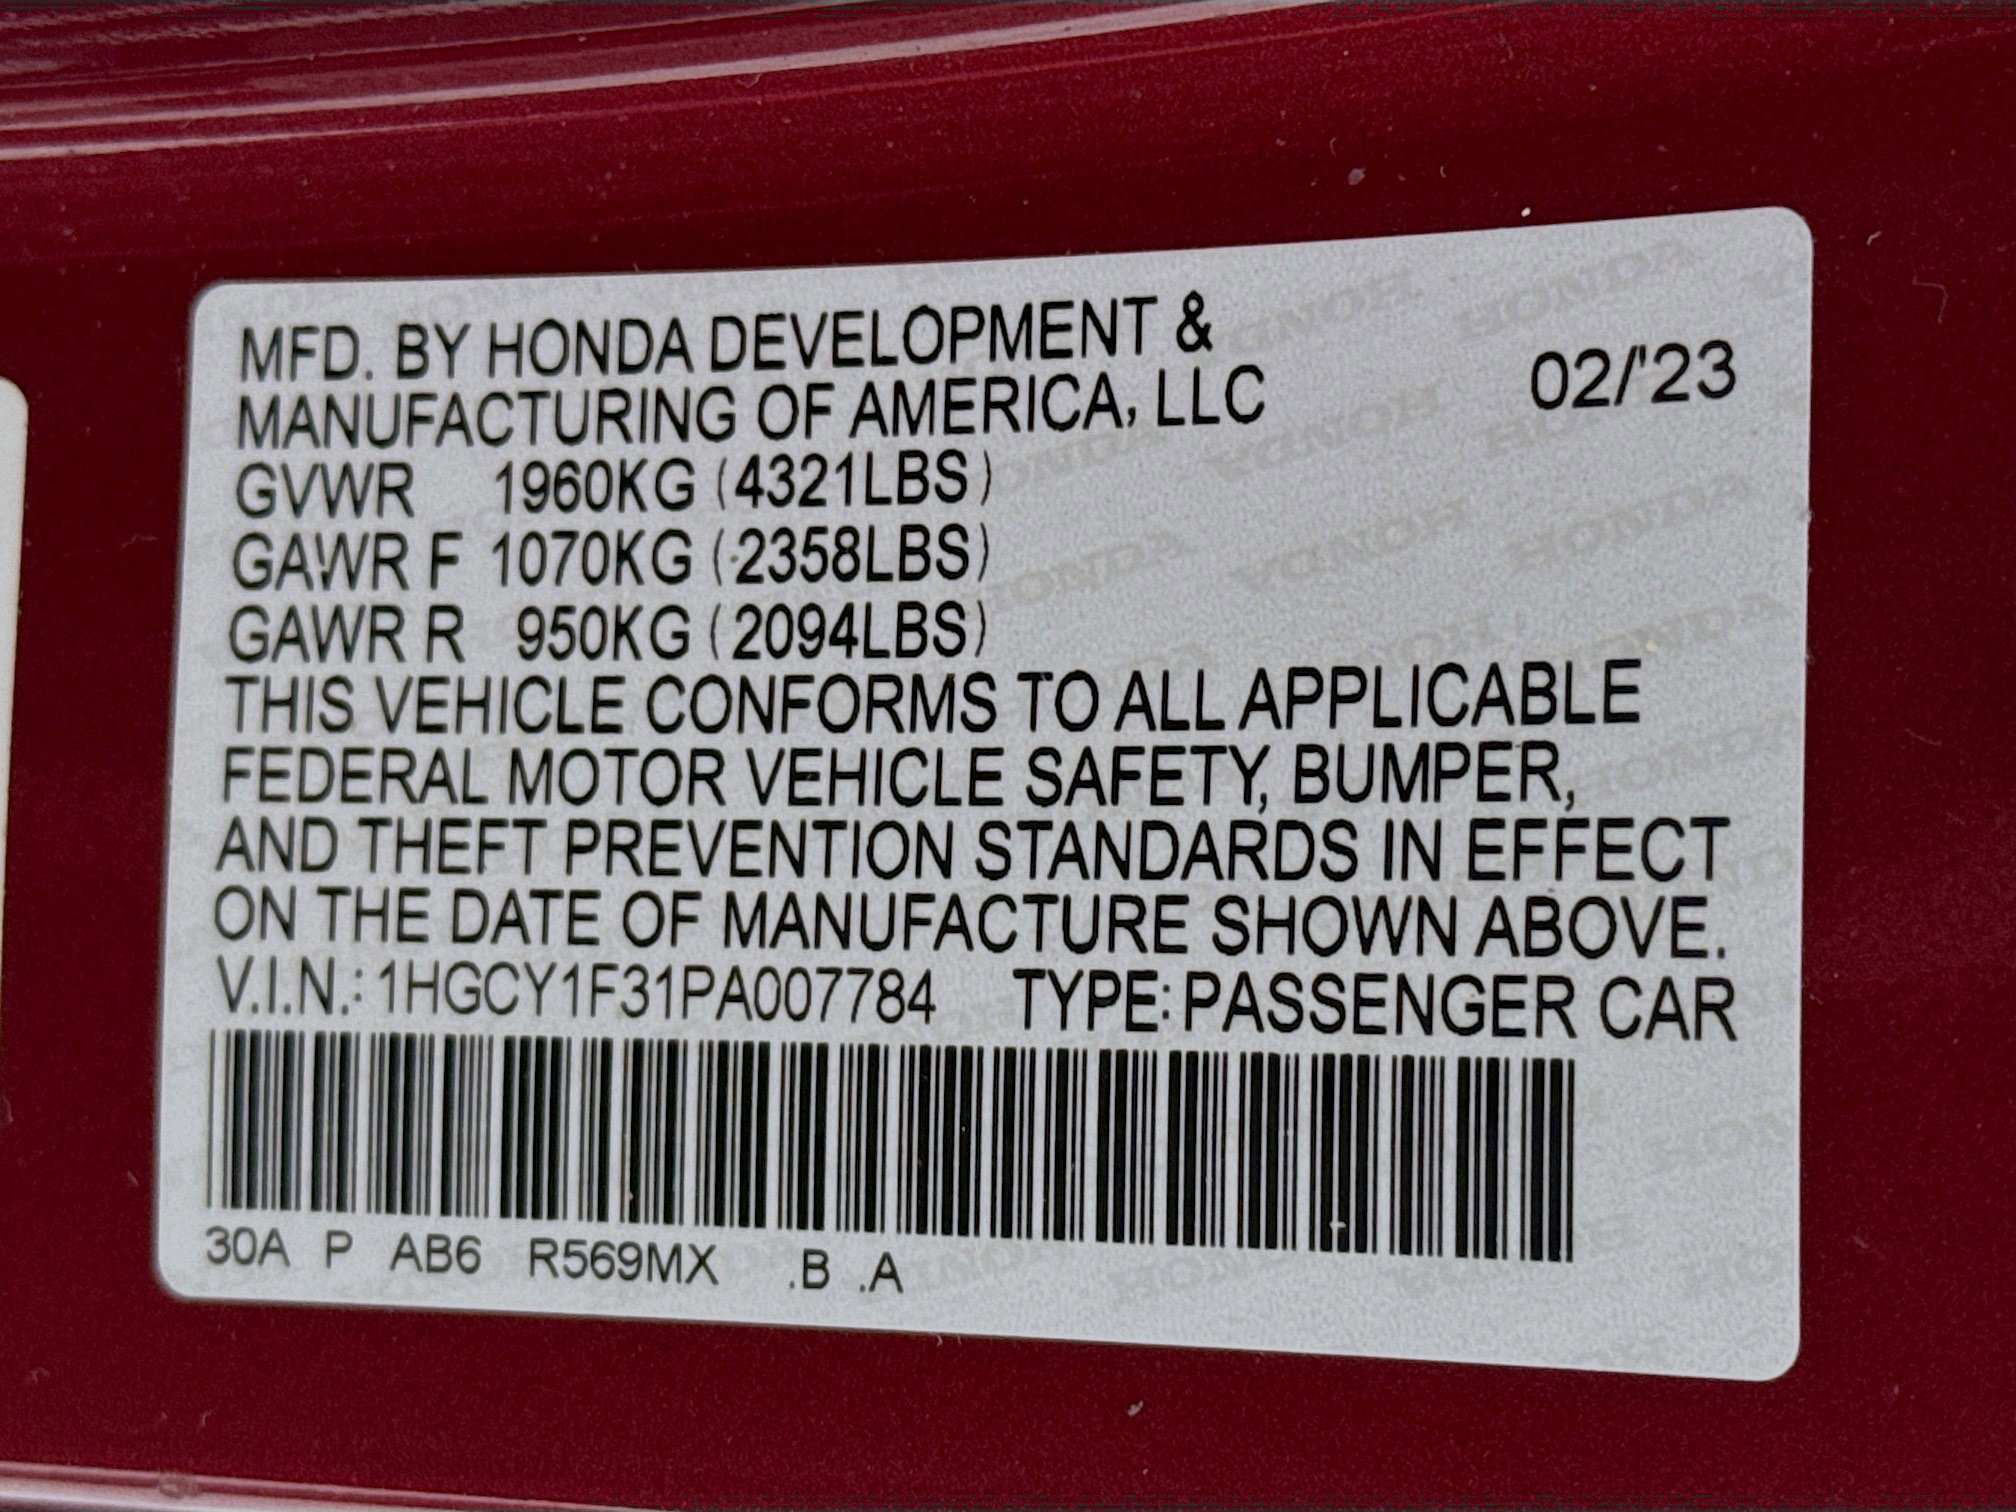 MFD. BY HONDA DEVELOPMENT &
MANUFACTURING OF AMERICA, LLC 02/'23
GVWR 1960KG (4321LBS)
GAWR F 1070KG (2358LBS)
GAWR R 950KG (2094LBS)
THIS VEHICLE CONFORMS TO ALL APPLICABLE
FEDERAL MOTOR VEHICLE SAFETY, BUMPER,
AND THEFT PREVENTION STANDARDS IN EFFECT
ON THE DATE OF MANUFACTURE SHOWN ABOVE.
V.I.N.: 1HGCY1F31PA007784 TYPE: PASSENGER CAR
30A P AB6 R569MX .B .A